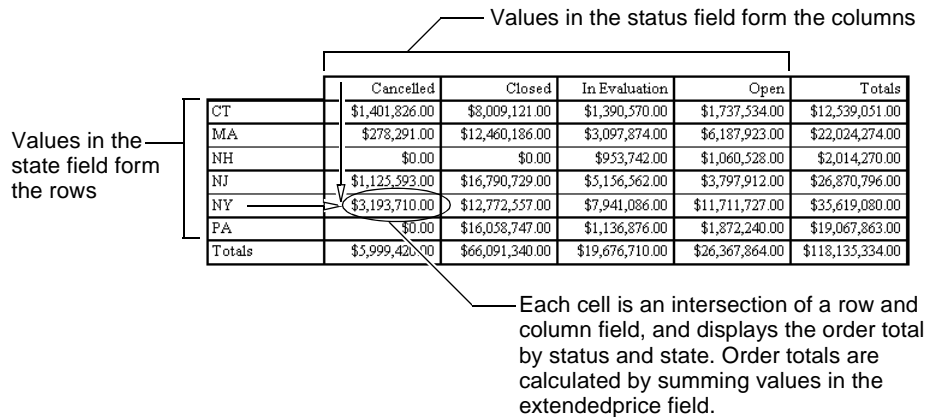 Values in the status field form the columns
Cancelled Closed In Evaluation Open Totals
CT $1,401,826.00 $8,009,121.00 $1,390,570.00 $1,737,534.00 $12,539,051.00
MA $278,291.00 $12,460,186.00 $3,097,874.00 $6,187,923.00 $22,024,274.00
NH $0.00 $0.00 $953,742.00 $1,060,528.00 $2,014,270.00
NJ $1,125,593.00 $16,790,729.00 $5,156,562.00 $3,797,912.00 $26,870,796.00
NY $3,193,710.00 $12,772,557.00 $7,941,086.00 $11,711,727.00 $35,619,080.00
PA $0.00 $16,058,747.00 $1,136,876.00 $1,872,240.00 $19,067,863.00
Totals $5,999,420.00 $66,091,340.00 $19,676,710.00 $26,367,864.00 $118,135,334.00
Values in the
state field form
the rows
Each cell is an intersection of a row and
column field, and displays the order total
by status and state. Order totals are
calculated by summing values in the
extendedprice field.